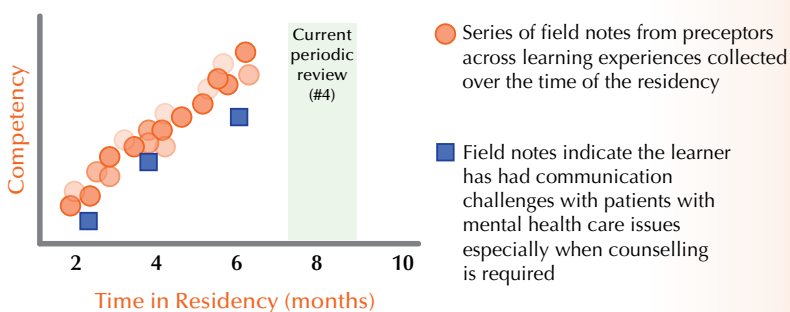 Competency
Current
periodic
review
(#4)
2 4 6 8 10
Time in Residency (months)
Series of field notes from preceptors
across learning experiences collected
over the time of the residency
Field notes indicate the learner
has had communication
challenges with patients with
mental health care issues
especially when counselling
is required